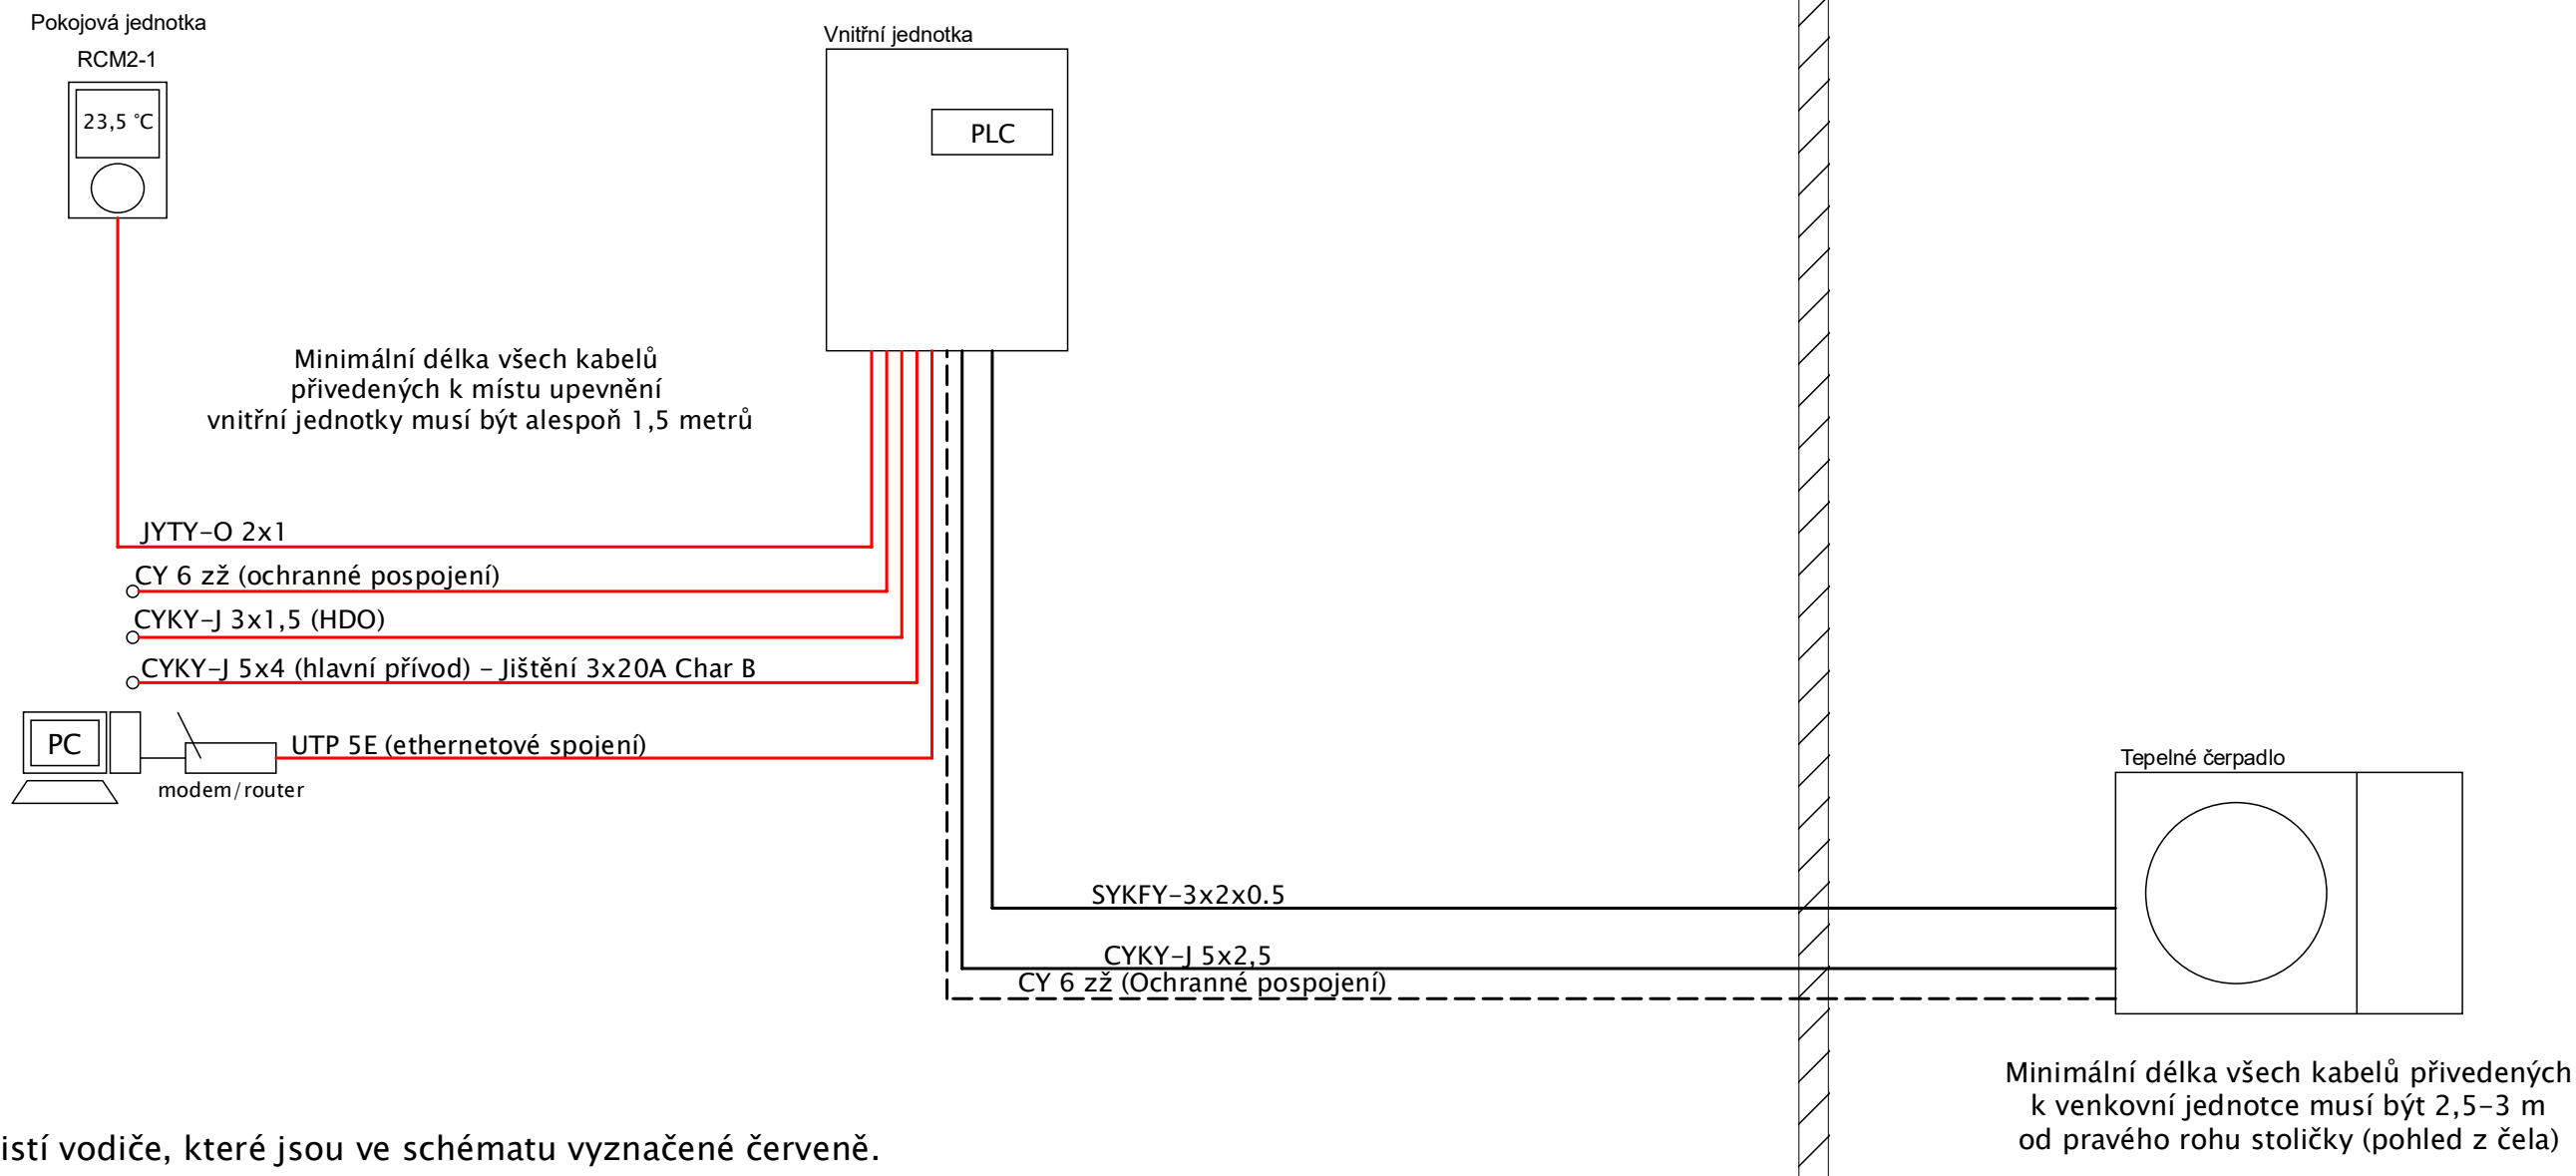 Pokojová jednotka
RCM2-1
23,5 °C
Vnitřní jednotka
PLC
Minimální délka všech kabelů
přivedených k místu upevnění
vnitřní jednotky musí být alespoň 1,5 metrů
JYTY-O 2x1
CY 6 zž (ochranné pospojení)
CYKY-J 3x1,5 (HDO)
CYKY-J 5x4 (hlavní přívod) - Jištění 3x20A Char B
PC
UTP 5E (ethernetové spojení)
modem/router
Tepelné čerpadlo
SYKFY-3x2x0.5
CYKY-J 5x2,5
CY 6 zž (Ochranné pospojení)
Minimální délka všech kabelů přivedených
k venkovní jednotce musí být 2,5-3 m
od pravého rohu stoličky (pohled z čela)
istí vodiče, které jsou ve schématu vyznačené červeně.